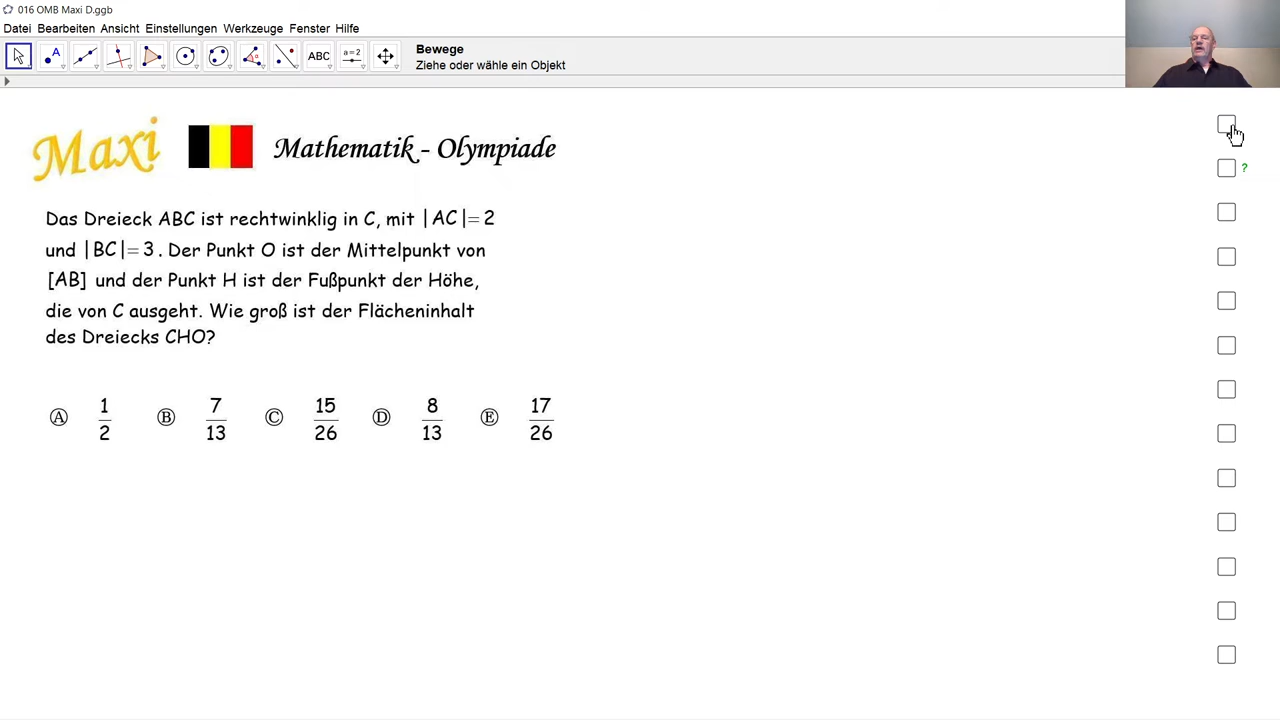 016 OMB Maxi D.ggb
Datei Bearbeiten Ansicht Einstellungen Werkzeuge Fenster Hilfe
A ABC a=2
Bewege
Ziehe oder wähle ein Objekt
Maxi Mathematik - Olympiade
?
Das Dreieck ABC ist rechtwinklig in C, mit |AC|= 2
und |BC|= 3. Der Punkt O ist der Mittelpunkt von
[AB] und der Punkt H ist der Fußpunkt der Höhe,
die von C ausgeht. Wie groß ist der Flächeninhalt
des Dreiecks CHO?
Ⓐ 1/2 Ⓑ 7/13 Ⓒ 15/26 Ⓓ 8/13 Ⓔ 17/26